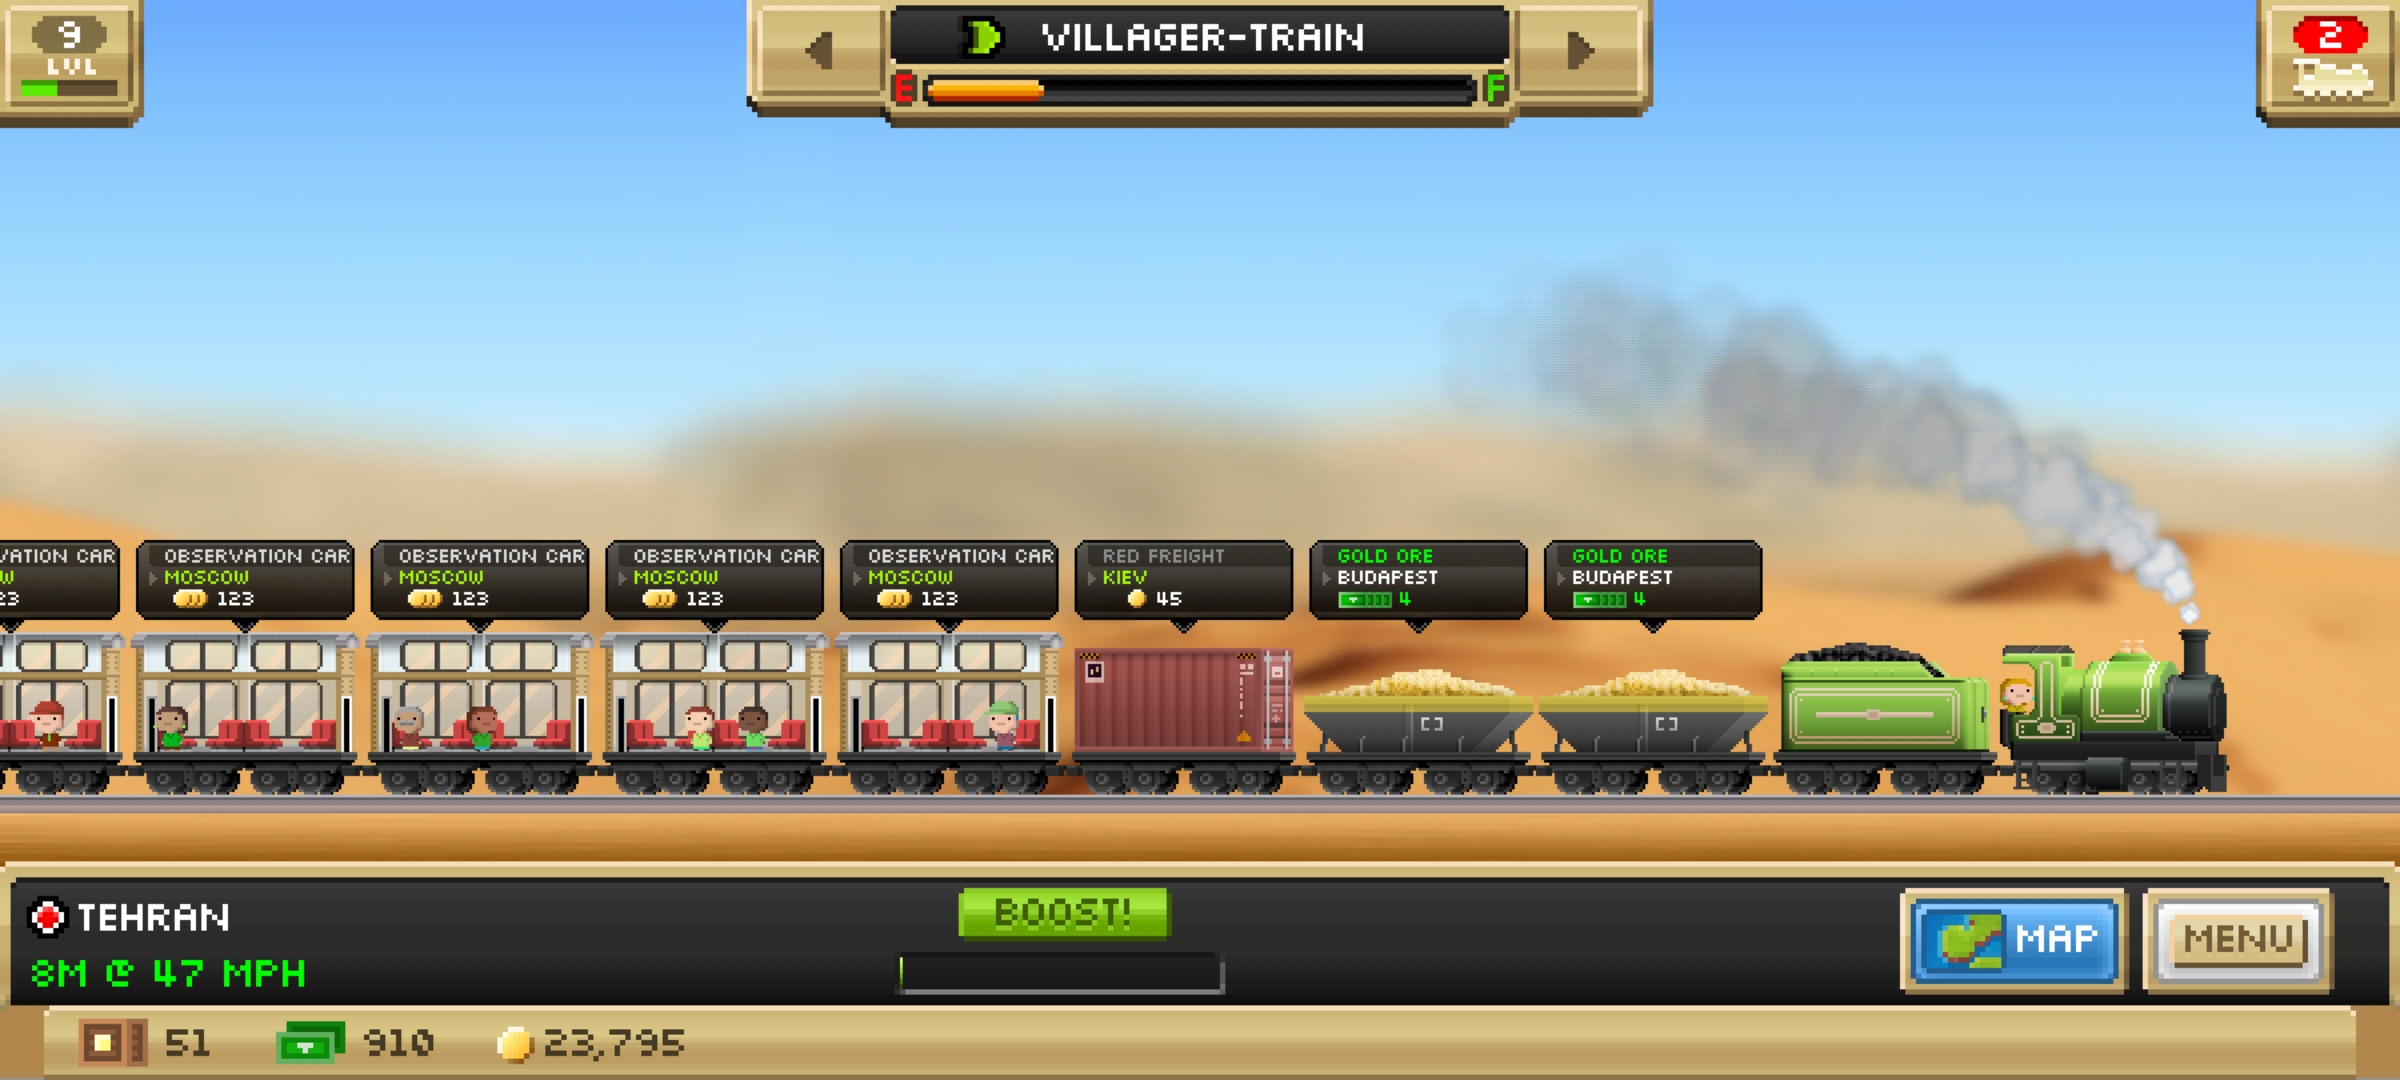 9
LVL
VILLAGER-TRAIN
E F
2
VATION CAR
W
23
OBSERVATION CAR
MOSCOW
123
OBSERVATION CAR
MOSCOW
123
OBSERVATION CAR
MOSCOW
123
OBSERVATION CAR
MOSCOW
123
RED FREIGHT
KIEV
45
GOLD ORE
BUDAPEST
4
GOLD ORE
BUDAPEST
4
TEHRAN
8M @ 47 MPH
BOOST!
MAP
MENU
51
910
23,795